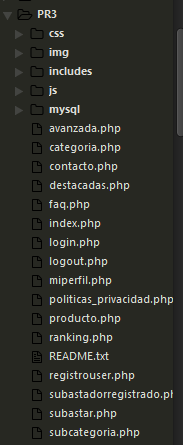 PR3
css
img
includes
js
mysql
avanzada.php
categoria.php
contacto.php
destacadas.php
faq.php
index.php
login.php
logout.php
miperfil.php
politicas_privacidad.php
producto.php
ranking.php
README.txt
registrouser.php
subastadorregistrado.ph
subastar.php
subcategoria.php